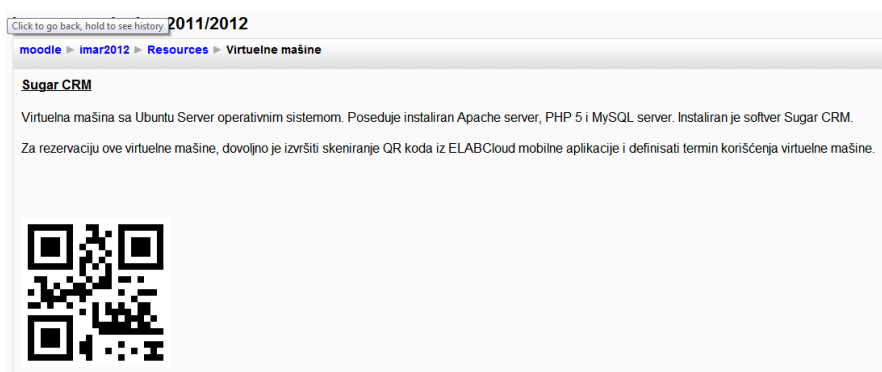 Click to go back, hold to see history 2011/2012
moodle ► imar2012 ► Resources ► Virtuelne mašine
Sugar CRM
Virtuelna mašina sa Ubuntu Server operativnim sistemom. Poseduje instaliran Apache server, PHP 5 i MySQL server. Instaliran je softver Sugar CRM.
Za rezervaciju ove virtuelne mašine, dovoljno je izvršiti skeniranje QR koda iz ELABCloud mobilne aplikacije i definisati termin korišćenja virtuelne mašine.